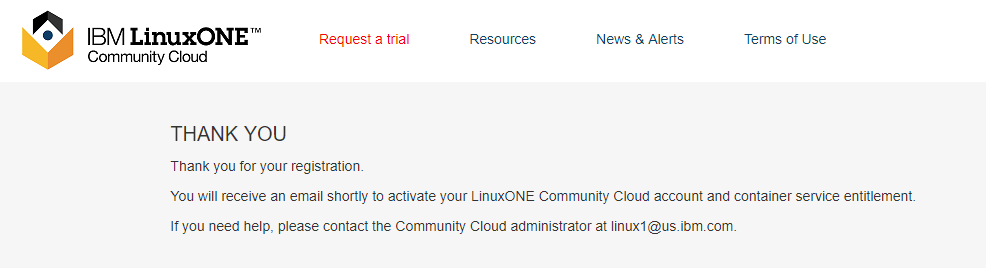 IBM LinuxONE™
Community Cloud
Request a trial
Resources
News & Alerts
Terms of Use
THANK YOU
Thank you for your registration.
You will receive an email shortly to activate your LinuxONE Community Cloud account and container service entitlement.
If you need help, please contact the Community Cloud administrator at linux1@us.ibm.com.